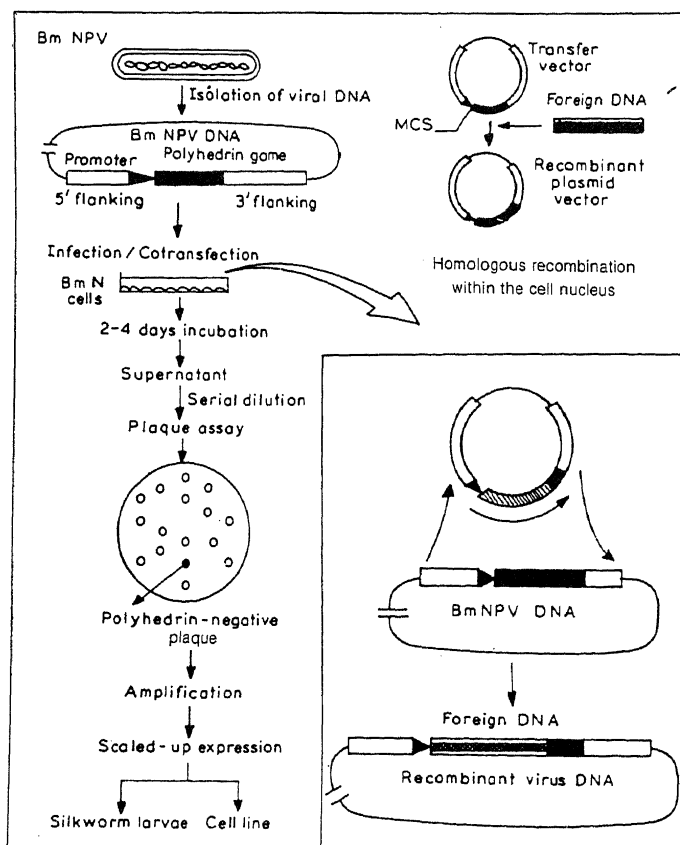 Bm NPV
Isolation of viral DNA
Bm NPV DNA
Promoter
Polyhedrin game
5' flanking
3' flanking
Infection / Cotransfection
Bm N
cells
2-4 days incubation
Supernatant
Serial dilution
Plaque assay
Polyhedrin-negative
plaque
Amplification
Scaled-up expression
Silkworm larvae
Cell line
Transfer
vector
MCS
Foreign DNA
Recombinant
plasmid
vector
Homologous recombination
within the cell nucleus
BmNPV DNA
Foreign DNA
Recombinant virus DNA